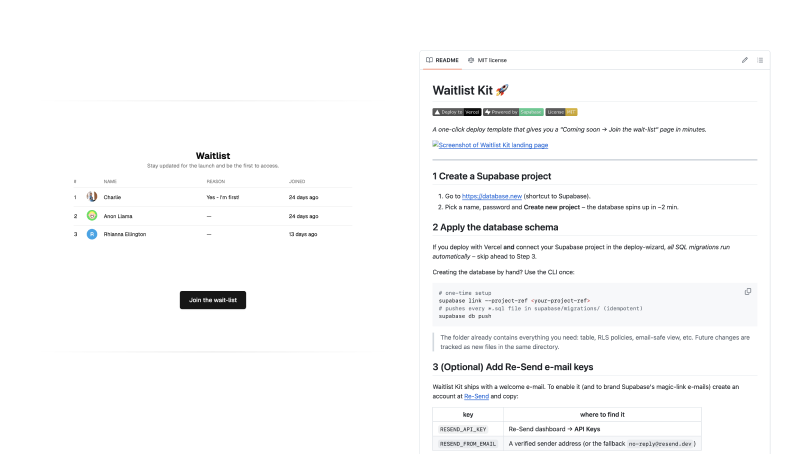 Waitlist
Stay updated for the launch and be the first to access.
# NAME REASON JOINED
1 Charlie Yes - I'm first! 24 days ago
2 Anon Llama — 24 days ago
3 R Rhianna Ellington — 13 days ago
Join the wait-list
README MIT license
Waitlist Kit 🚀
Deploy to Vercel Powered by Supabase License MIT
A one-click deploy template that gives you a “Coming soon → Join the wait-list” page in minutes.
Screenshot of Waitlist Kit landing page
1 Create a Supabase project
1. Go to https://database.new (shortcut to Supabase).
2. Pick a name, password and Create new project – the database spins up in ~2 min.
2 Apply the database schema
If you deploy with Vercel and connect your Supabase project in the deploy-wizard, all SQL migrations run
automatically – skip ahead to Step 3.
Creating the database by hand? Use the CLI once:
# one-time setup
supabase link --project-ref <your-project-ref>
# pushes every *.sql file in supabase/migrations/ (idempotent)
supabase db push
The folder already contains everything you need: table, RLS policies, email-safe view, etc. Future changes are
tracked as new files in the same directory.
3 (Optional) Add Re-Send e-mail keys
Waitlist Kit ships with a welcome e-mail. To enable it (and to brand Supabase's magic-link e-mails) create an
account at Re-Send and copy:
key where to find it
RESEND_API_KEY Re-Send dashboard → API Keys
RESEND_FROM_EMAIL A verified sender address (or the fallback no-reply@resend.dev )